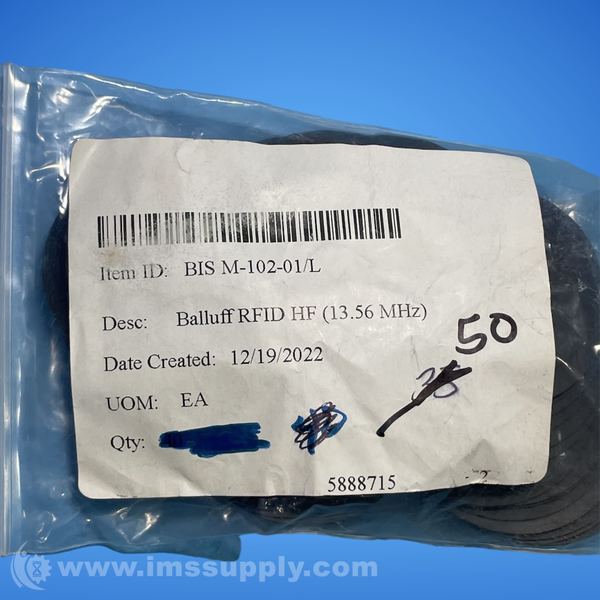 Item ID: BIS M-102-01/L
Desc: Balluff RFID HF (13.56 MHz)
50
Date Created: 12/19/2022
UOM: EA
Qty:
5888715
www.imssupply.com